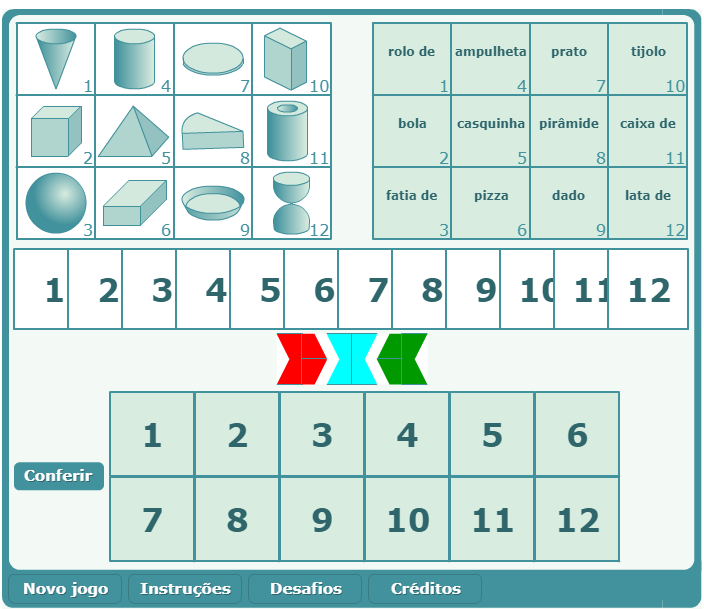 1 4 7 10
rolo de ampulheta prato tijolo
1 4 7 10
2 5 8 11
bola casquinha pirâmide caixa de
2 5 8 11
3 6 9 12
fatia de pizza dado lata de
3 6 9 12
1 2 3 4 5 6 7 8 9 10 11 12
1 2 3 4 5 6
Conferir
7 8 9 10 11 12
Novo jogo Instruções Desafios Créditos